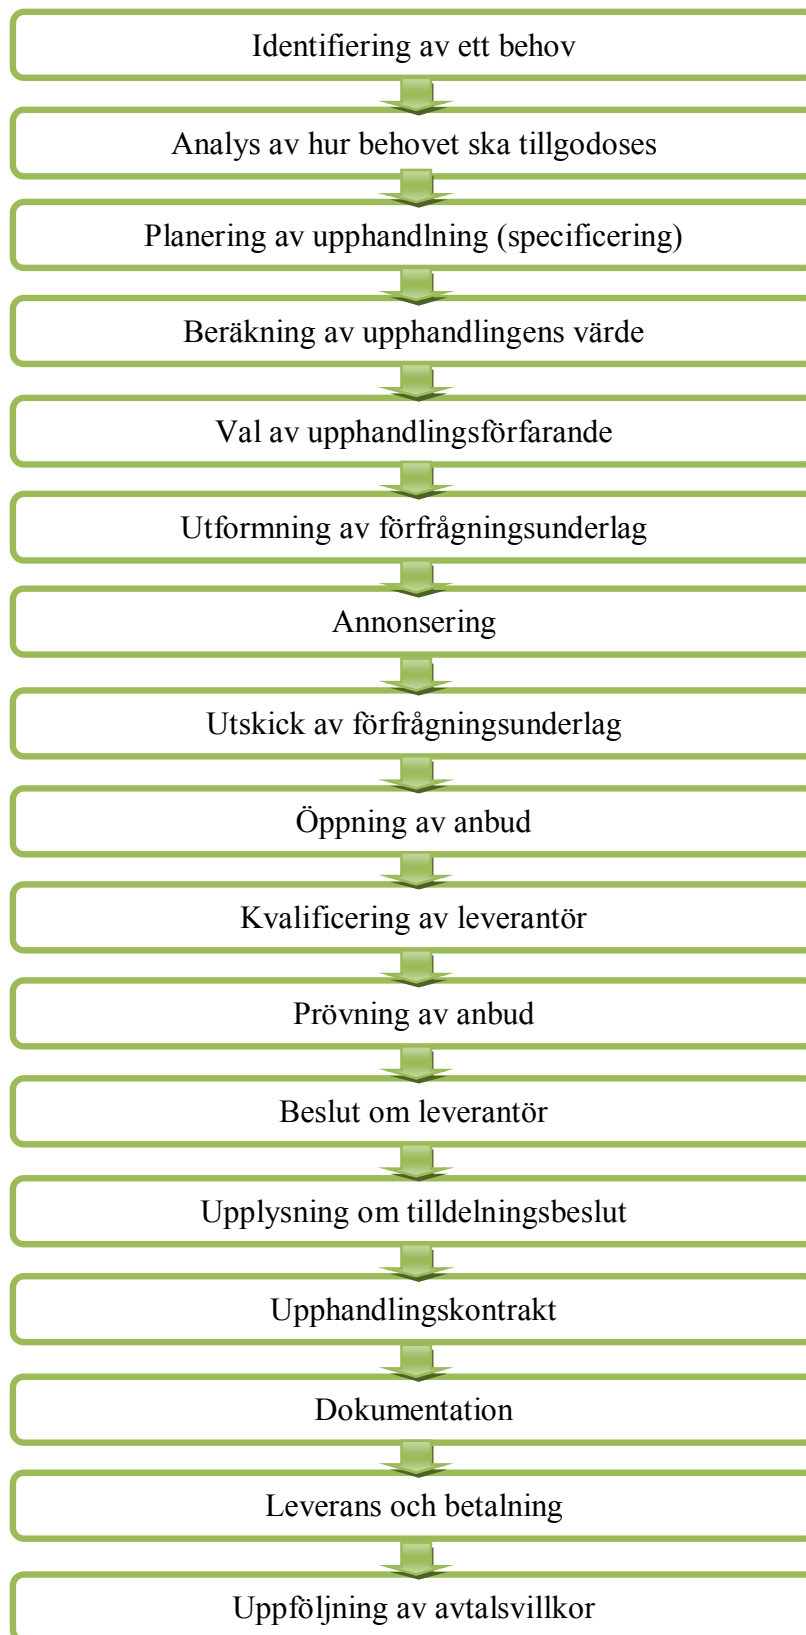 Identifiering av ett behov
Analys av hur behovet ska tillgodoses
Planering av upphandlning (specificering)
Beräkning av upphandlingens värde
Val av upphandlingsförfarande
Utformning av förfrågningsunderlag
Annonsering
Utskick av förfrågningsunderlag
Öppning av anbud
Kvalificering av leverantör
Prövning av anbud
Beslut om leverantör
Upplysning om tilldelningsbeslut
Upphandlingskontrakt
Dokumentation
Leverans och betalning
Uppföljning av avtalsvillkor